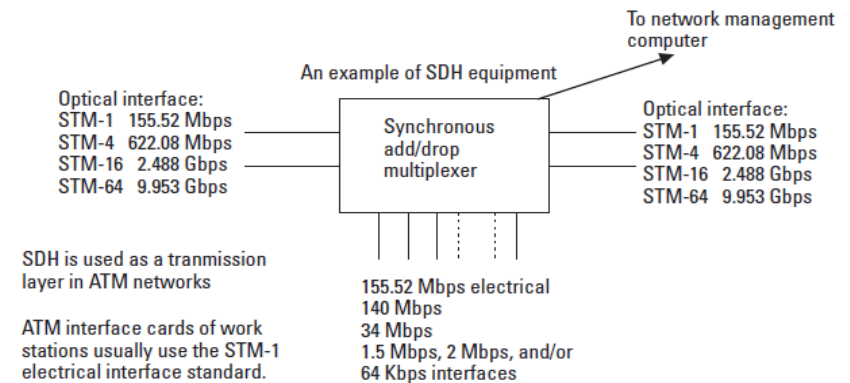 To network management
computer
An example of SDH equipment
Optical interface:
STM-1 155.52 Mbps
STM-4 622.08 Mbps
STM-16 2.488 Gbps
STM-64 9.953 Gbps
Synchronous
add/drop
multiplexer
Optical interface:
STM-1 155.52 Mbps
STM-4 622.08 Mbps
STM-16 2.488 Gbps
STM-64 9.953 Gbps
SDH is used as a tranmission
layer in ATM networks
ATM interface cards of work
stations usually use the STM-1
electrical interface standard.
155.52 Mbps electrical
140 Mbps
34 Mbps
1.5 Mbps, 2 Mbps, and/or
64 Kbps interfaces